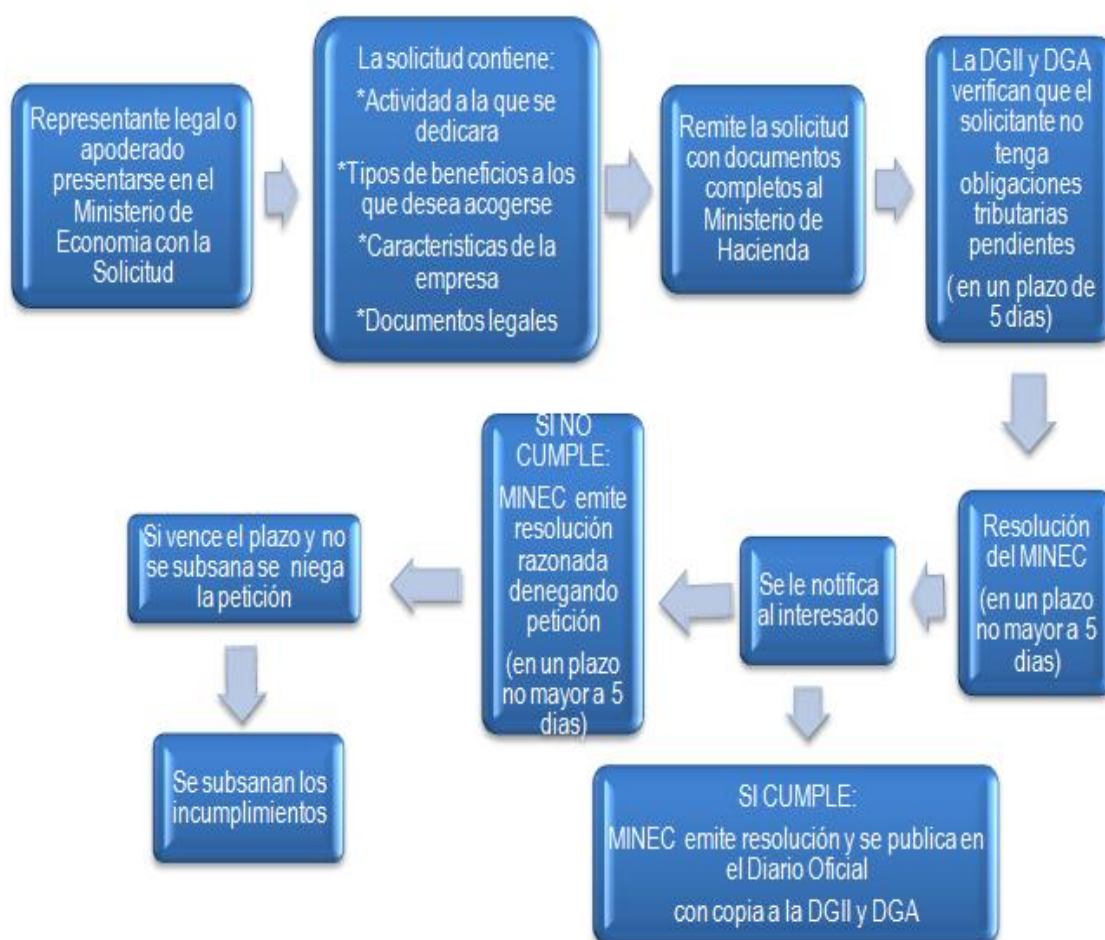 Representante legal o
apoderado
presentarse en el
Ministerio de
Economia con la
Solicitud
La solicitud contiene:
*Actividad a la que se
dedicara
*Tipos de beneficios a los
que desea acogerse
*Caracteristicas de la
empresa
*Documentos legales
Remite la solicitud
con documentos
completos al
Ministerio de
Hacienda
La DGII y DGA
verifican que el
solicitante no
tenga
obligaciones
tributarias
pendientes
( en un plazo de
5 dias)
Resolución
del MINEC
(en un plazo
no mayor a 5
dias)
Se le notifica
al interesado
SI NO
CUMPLE:
MINEC emite
resolución
razonada
denegando
petición
(en un plazo
no mayor a 5
dias)
Si vence el plazo y no
se subsana se niega
la petición
Se subsanan los
incumplimientos
SI CUMPLE:
MINEC emite resolución y se publica en
el Diario Oficial
con copia a la DGII y DGA